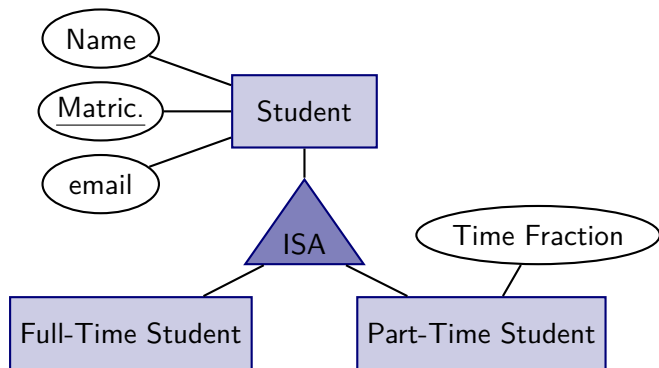 Name
Matric.
Student
email
ISA
Time Fraction
Full-Time Student
Part-Time Student